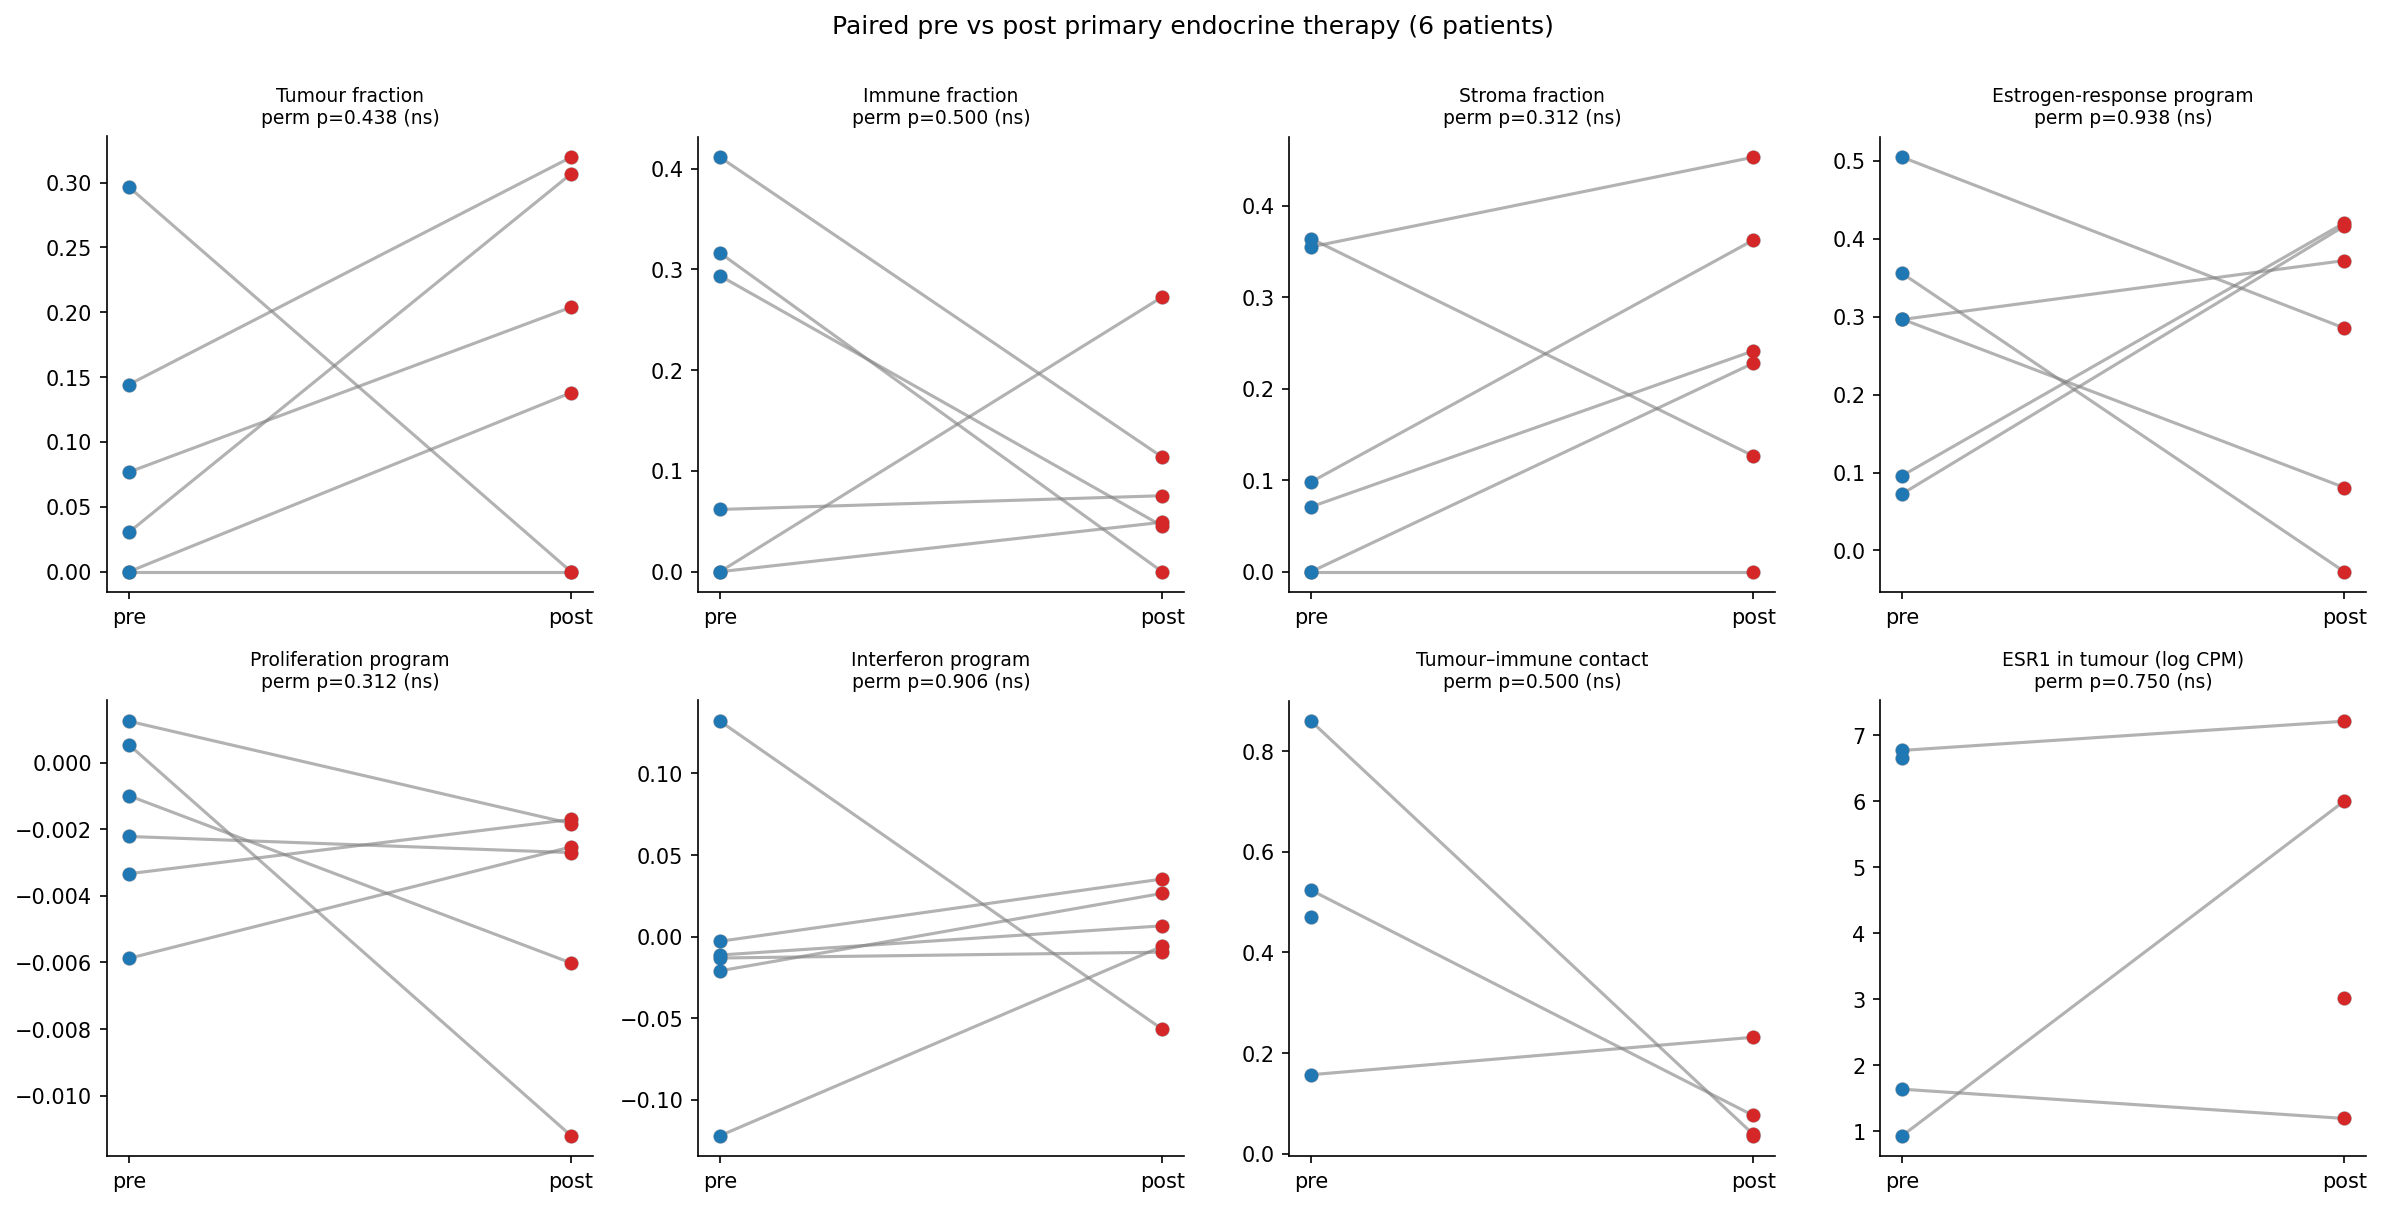 Paired pre vs post primary endocrine therapy (6 patients)
Tumour fraction
perm p=0.438 (ns)
0.30
0.25
0.20
0.15
0.10
0.05
0.00
pre
post
Immune fraction
perm p=0.500 (ns)
0.4
0.3
0.2
0.1
0.0
pre
post
Stroma fraction
perm p=0.312 (ns)
0.4
0.3
0.2
0.1
0.0
pre
post
Estrogen-response program
perm p=0.938 (ns)
0.5
0.4
0.3
0.2
0.1
0.0
pre
post
Proliferation program
perm p=0.312 (ns)
0.000
−0.002
−0.004
−0.006
−0.008
−0.010
pre
post
Interferon program
perm p=0.906 (ns)
0.10
0.05
0.00
−0.05
−0.10
pre
post
Tumour–immune contact
perm p=0.500 (ns)
0.8
0.6
0.4
0.2
0.0
pre
post
ESR1 in tumour (log CPM)
perm p=0.750 (ns)
7
6
5
4
3
2
1
pre
post